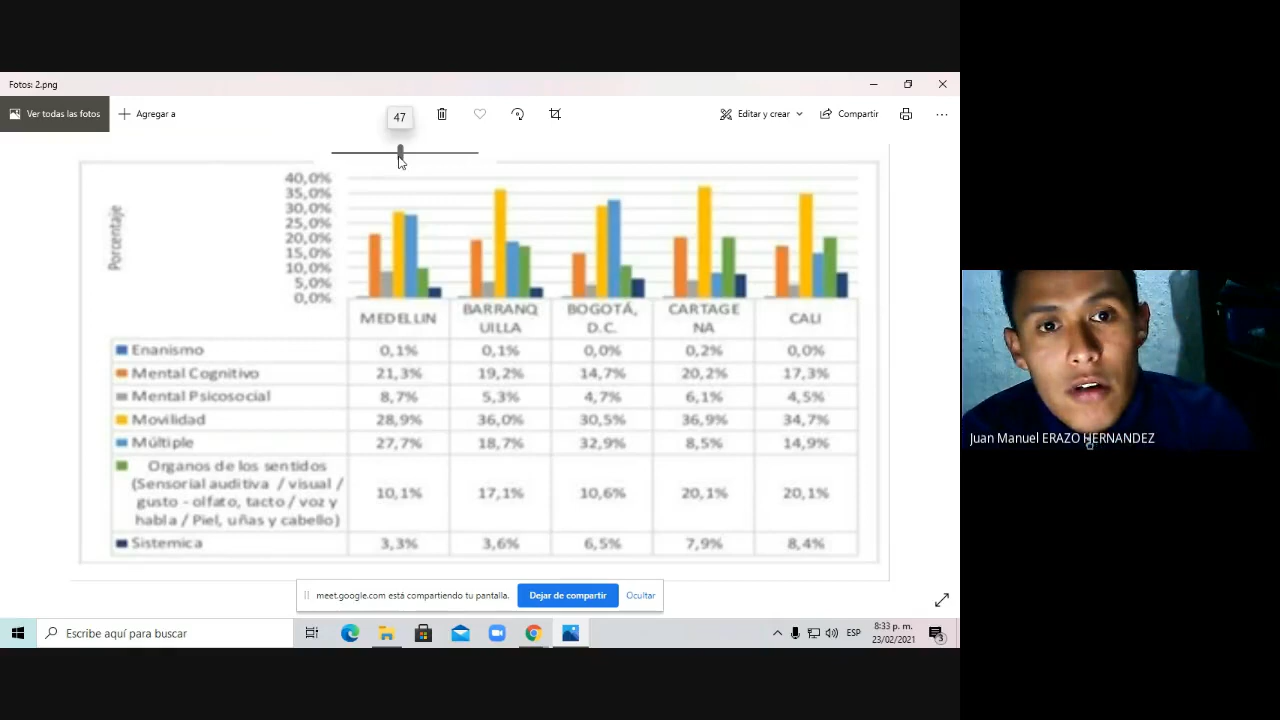 Fotos: 2.png
Ver todas las fotos
Agregar a
47
Editar y crear
Compartir
Porcentaje
40,0%
35,0%
30,0%
25,0%
20,0%
15,0%
10,0%
5,0%
0,0%
MEDELLIN BARRANQ UILLA BOGOTÁ, D.C. CARTAGE NA CALI
Enanismo 0,1% 0,1% 0,0% 0,2% 0,0%
Mental Cognitivo 21,3% 19,2% 14,7% 20,2% 17,3%
Mental Psicosocial 8,7% 5,3% 4,7% 6,1% 4,5%
Movilidad 28,9% 36,0% 30,5% 36,9% 34,7%
Múltiple 27,7% 18,7% 32,9% 8,5% 14,9%
Organos de los sentidos
(Sensorial auditiva / visual /
gusto - olfato, tacto / voz y
habla / Piel, uñas y cabello)
10,1% 17,1% 10,6% 20,1% 20,1%
Sistemica 3,3% 3,6% 6,5% 7,9% 8,4%
Juan Manuel ERAZO HERNANDEZ
meet.google.com está compartiendo tu pantalla.
Dejar de compartir
Ocultar
Escribe aquí para buscar
ESP
8:33 p. m.
23/02/2021
3